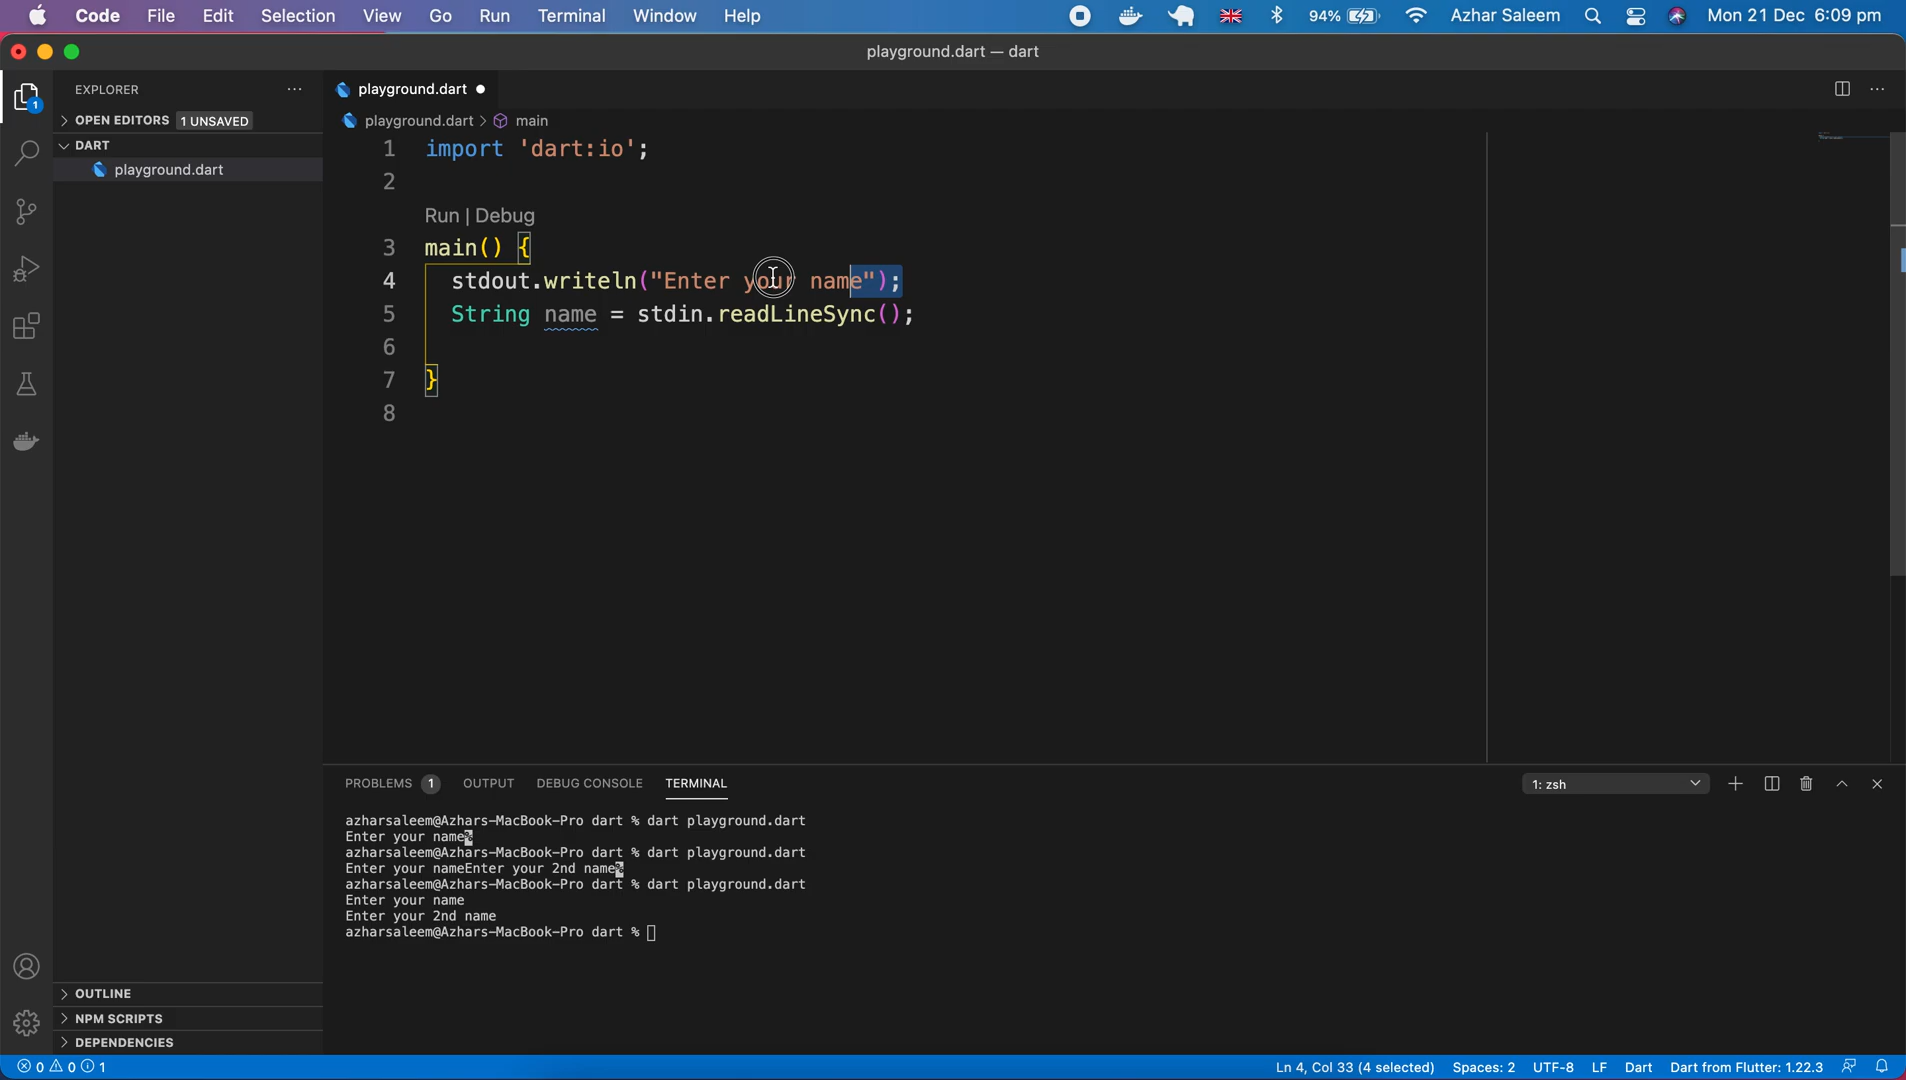 Code File Edit Selection View Go Run Terminal Window Help 94% Azhar Saleem Mon 21 Dec 6:09 pm
playground.dart — dart
EXPLORER
playground.dart
OPEN EDITORS 1 UNSAVED
playground.dart > main
DART
playground.dart
1 import 'dart:io';
2
Run | Debug
3 main() {
4 stdout.writeln("Enter your name");
5 String name = stdin.readLineSync();
6
7 }
8
1
PROBLEMS 1 OUTPUT DEBUG CONSOLE TERMINAL 1: zsh
azharsaleem@Azhars-MacBook-Pro dart % dart playground.dart
Enter your name%
azharsaleem@Azhars-MacBook-Pro dart % dart playground.dart
Enter your nameEnter your 2nd name%
azharsaleem@Azhars-MacBook-Pro dart % dart playground.dart
Enter your name
Enter your 2nd name
azharsaleem@Azhars-MacBook-Pro dart %
OUTLINE
NPM SCRIPTS
DEPENDENCIES
0 0 1 Ln 4, Col 33 (4 selected) Spaces: 2 UTF-8 LF Dart Dart from Flutter: 1.22.3